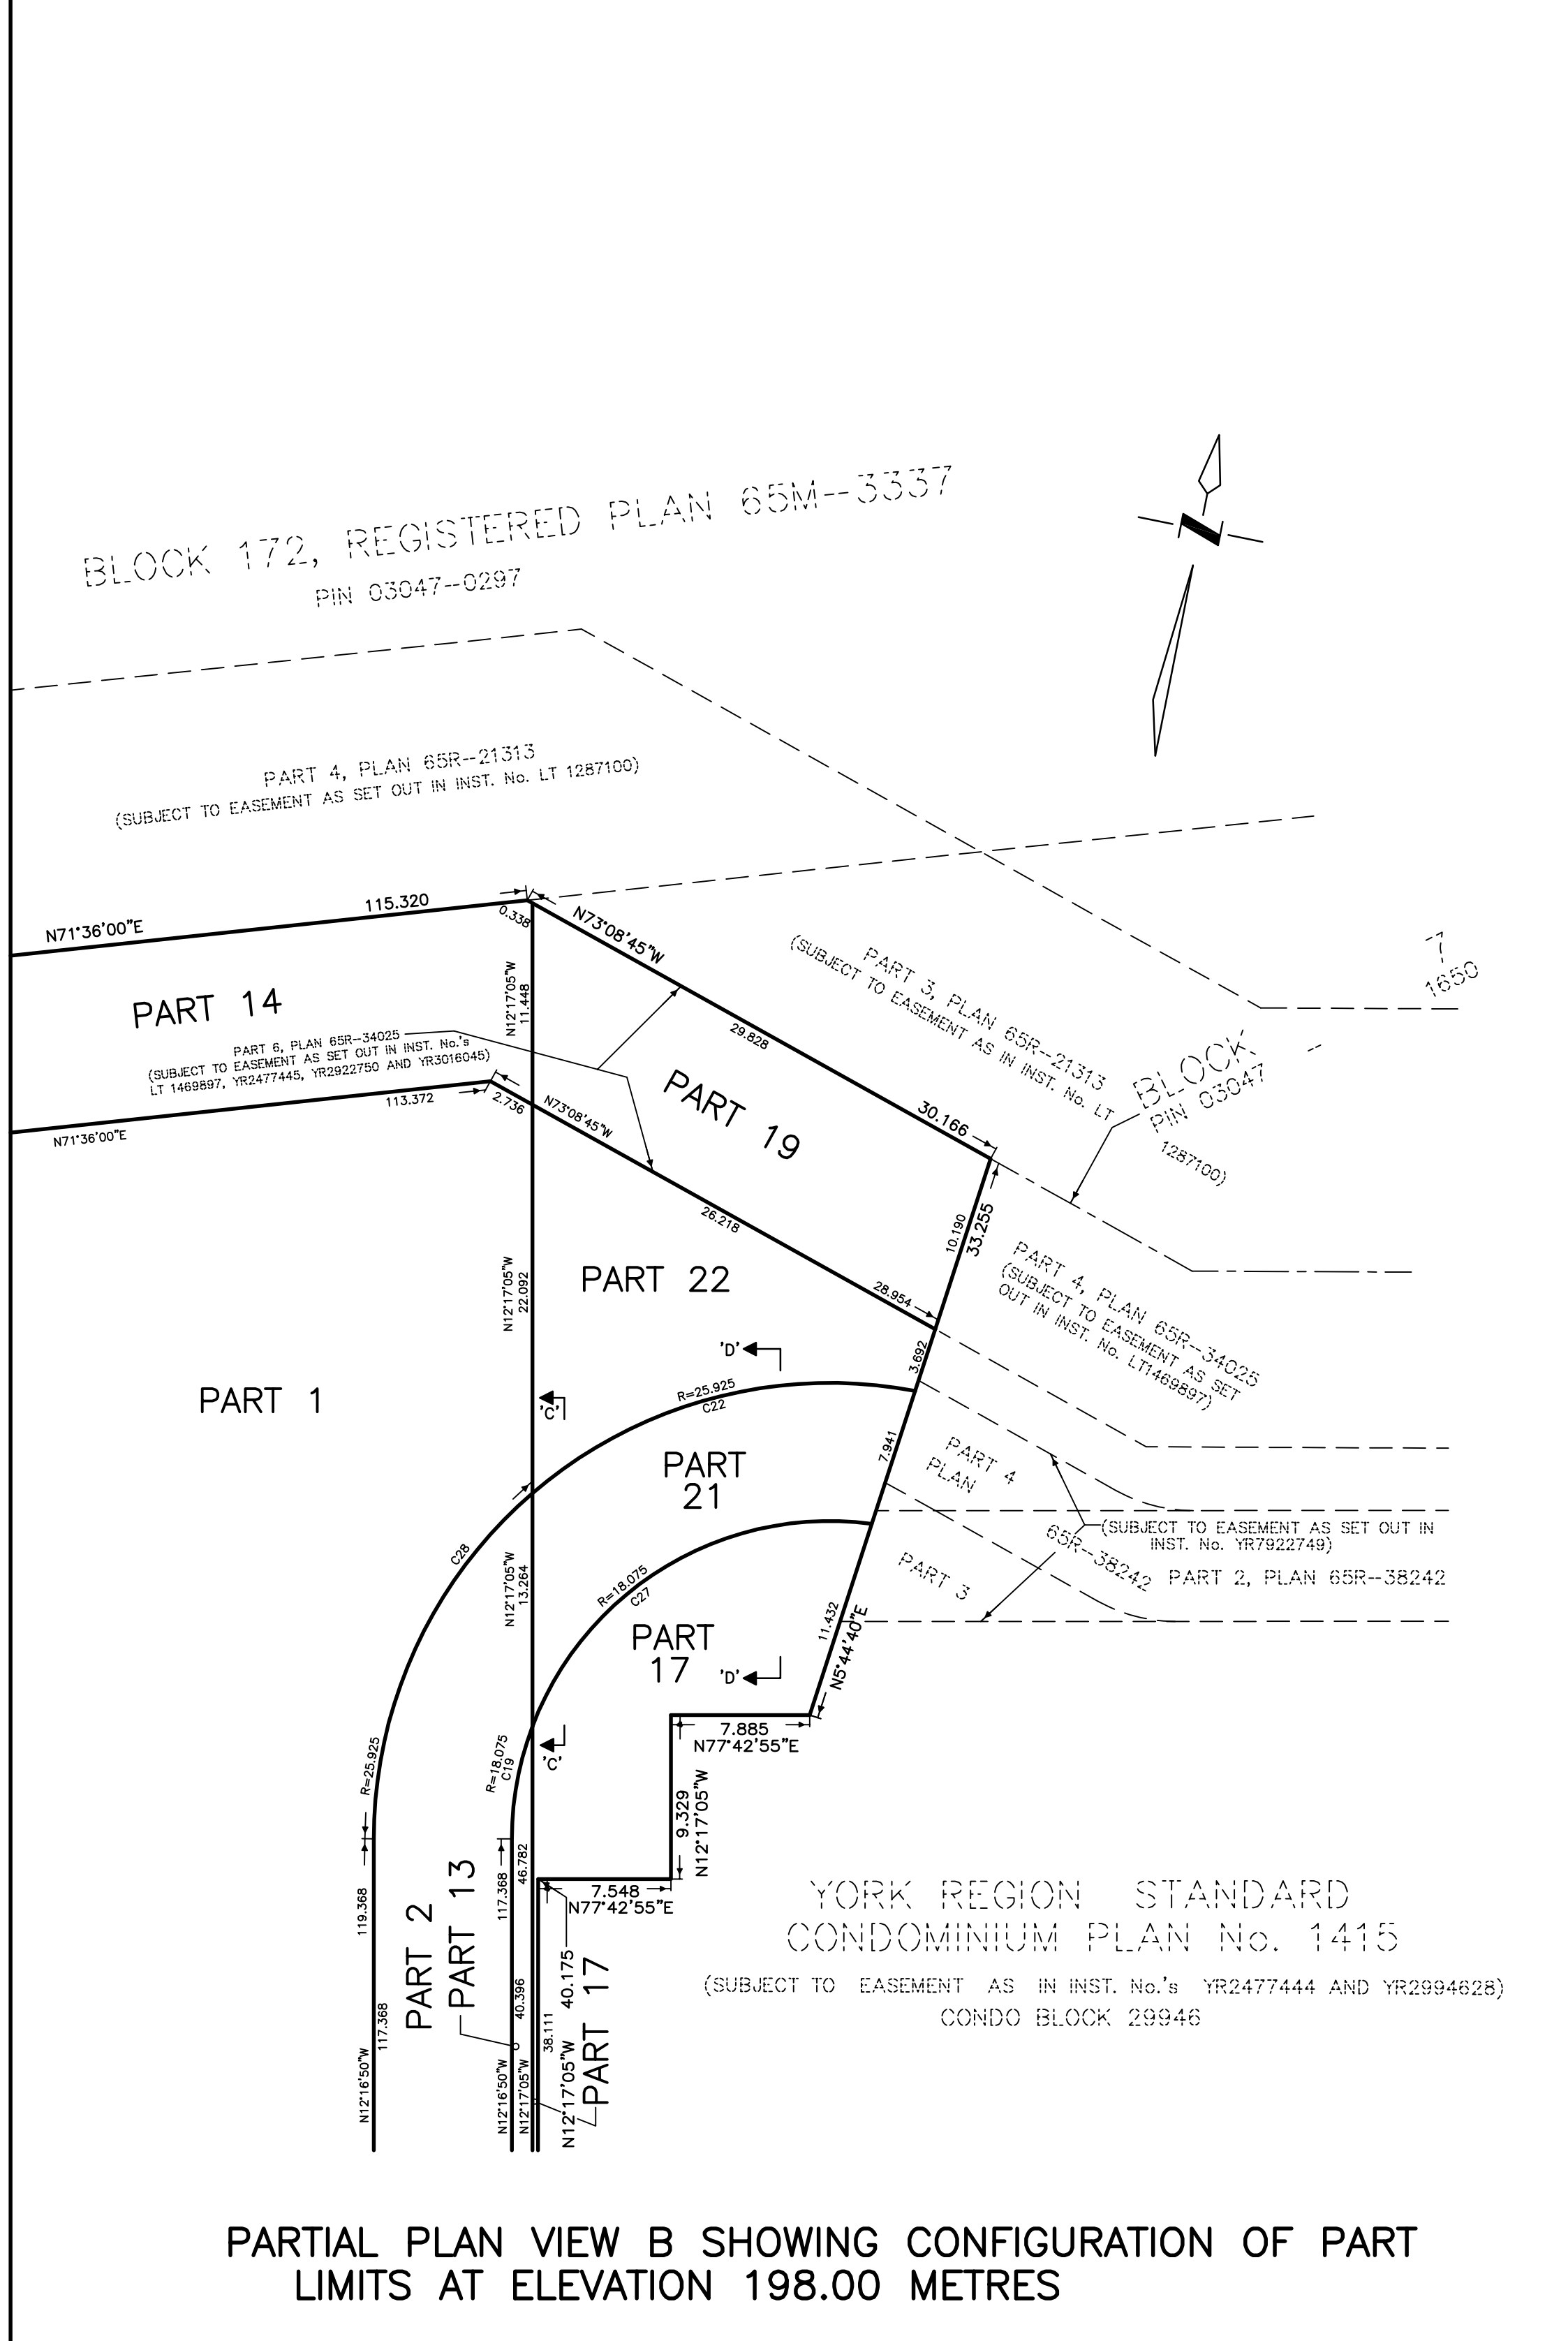 BLOCK 172, REGISTERED PLAN 65M--3337
PIN 03047--0297
N
PART 4, PLAN 65R--21313
(SUBJECT TO EASEMENT AS SET OUT IN INST. No. LT 1287100)
N71°36'00"E
115.320
0.338
N73°08'45"W
PART 14
N12°17'05"W
11.448
PART 6, PLAN 65R--34025
(SUBJECT TO EASEMENT AS SET OUT IN INST. No.'s
LT 1469897, YR2477445, YR2922750 AND YR3016045)
N71°36'00"E
113.372
2.736
N73°08'45"W
29.828
PART 19
30.166
PART 3, PLAN 65R--21313
(SUBJECT TO EASEMENT AS IN INST. No. LT
1287100)
BLOCK
PIN 03047
7
1650
10.190
33.255
26.218
28.954
PART 22
N12°17'05"W
22.092
PART 4, PLAN 65R--34025
(SUBJECT TO EASEMENT AS SET
OUT IN INST. No. LT1469897)
PART 1
'D'
'C'
3.692
R=25.925
C22
7.941
PART
21
PART 4
PLAN
65R--38242
PART 3
(SUBJECT TO EASEMENT AS SET OUT IN
INST. No. YR7922749)
PART 2, PLAN 65R--38242
C28
N12°17'05"W
13.264
R=18.075
C27
11.432
N5°44'40"E
PART
17
'D'
7.885
N77°42'55"E
R=25.925
R=18.075
C19
'C'
9.329
N12°17'05"W
7.548
N77°42'55"E
119.368
117.368
N12°16'50"W
PART 2
PART 13
117.368
46.782
40.396
N12°16'50"W
N12°17'05"W
38.111
N12°17'05"W 40.175
PART 17
YORK REGION STANDARD
CONDOMINIUM PLAN No. 1415
(SUBJECT TO EASEMENT AS IN INST. No.'s YR2477444 AND YR2994628)
CONDO BLOCK 29946
PARTIAL PLAN VIEW B SHOWING CONFIGURATION OF PART
LIMITS AT ELEVATION 198.00 METRES